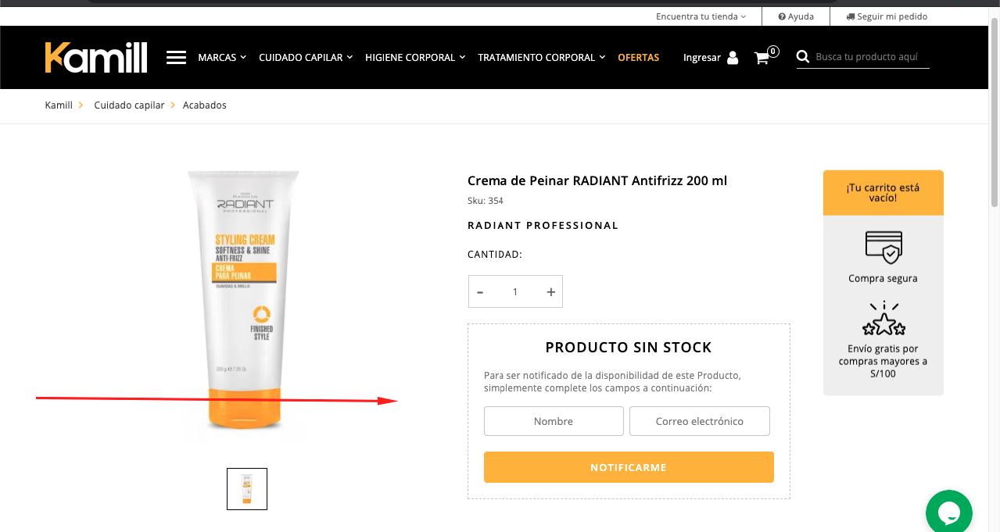 Encuentra tu tienda
Ayuda
Seguir mi pedido
Kamill
MARCAS
CUIDADO CAPILAR
HIGIENE CORPORAL
TRATAMIENTO CORPORAL
OFERTAS
Ingresar
0
Busca tu producto aquí
Kamill
Cuidado capilar
Acabados
RADIANT
PROFESSIONAL
STYLING CREAM
SOFTNESS & SHINE
ANTI-FRIZZ
CREMA
PARA PEINAR
SUAVIDAD & BRILLO
FINISHED
STYLE
200 g e 7.05 Oz
Crema de Peinar RADIANT Antifrizz 200 ml
Sku: 354
RADIANT PROFESSIONAL
CANTIDAD:
- 1 +
PRODUCTO SIN STOCK
Para ser notificado de la disponibilidad de este Producto,
simplemente complete los campos a continuación:
Nombre
Correo electrónico
NOTIFICARME
¡Tu carrito está
vacío!
Compra segura
Envío gratis por
compras mayores a
S/100